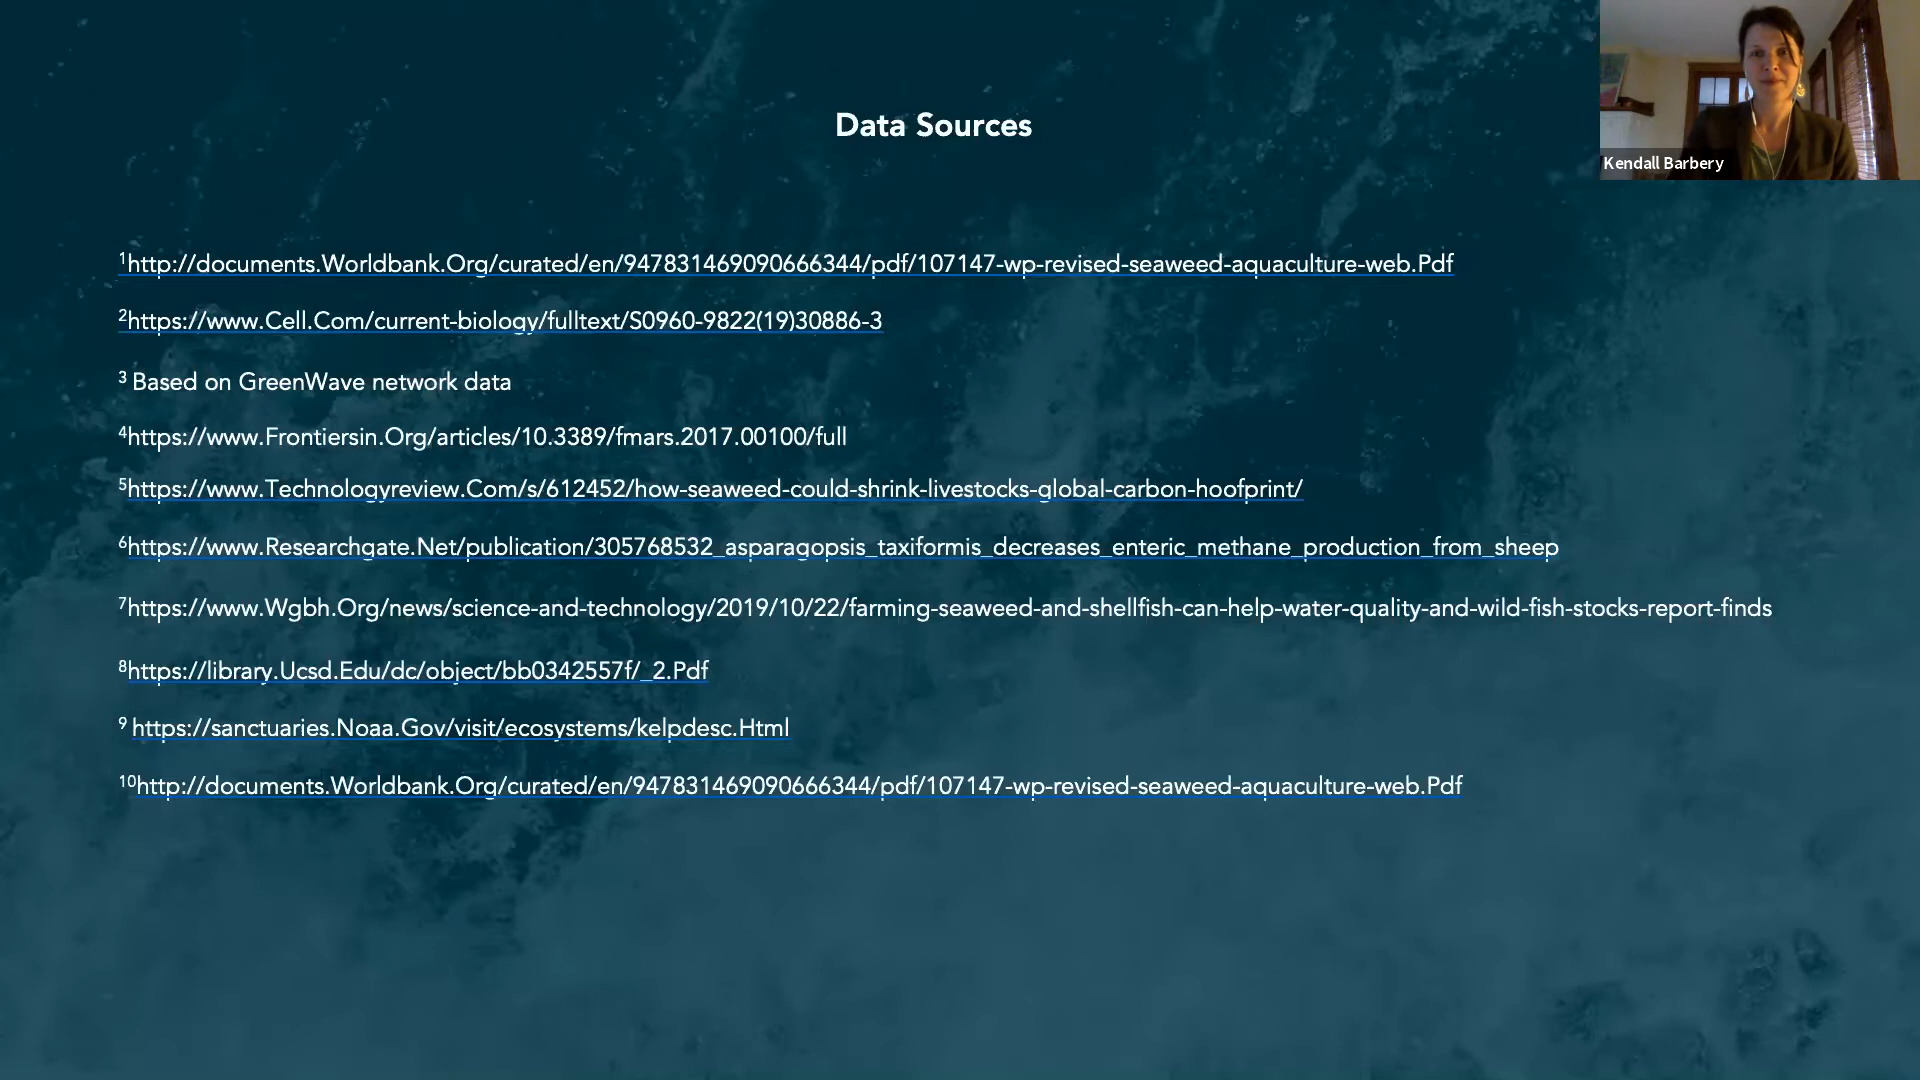 Data Sources
Kendall Barbery
¹http://documents.Worldbank.Org/curated/en/947831469090666344/pdf/107147-wp-revised-seaweed-aquaculture-web.Pdf
²https://www.Cell.Com/current-biology/fulltext/S0960-9822(19)30886-3
³ Based on GreenWave network data
⁴https://www.Frontiersin.Org/articles/10.3389/fmars.2017.00100/full
⁵https://www.Technologyreview.Com/s/612452/how-seaweed-could-shrink-livestocks-global-carbon-hoofprint/
⁶https://www.Researchgate.Net/publication/305768532_asparagopsis_taxiformis_decreases_enteric_methane_production_from_sheep
⁷https://www.Wgbh.Org/news/science-and-technology/2019/10/22/farming-seaweed-and-shellfish-can-help-water-quality-and-wild-fish-stocks-report-finds
⁸https://library.Ucsd.Edu/dc/object/bb0342557f/_2.Pdf
⁹ https://sanctuaries.Noaa.Gov/visit/ecosystems/kelpdesc.Html
¹⁰http://documents.Worldbank.Org/curated/en/947831469090666344/pdf/107147-wp-revised-seaweed-aquaculture-web.Pdf